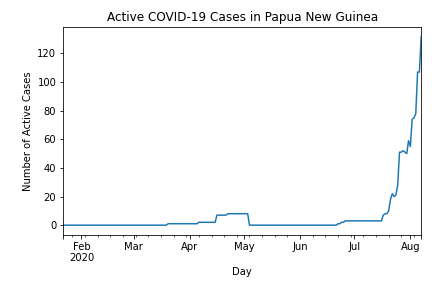 Active COVID-19 Cases in Papua New Guinea
120
100
80
60
40
20
0
Number of Active Cases
Feb Mar Apr May Jun Jul Aug
2020
Day